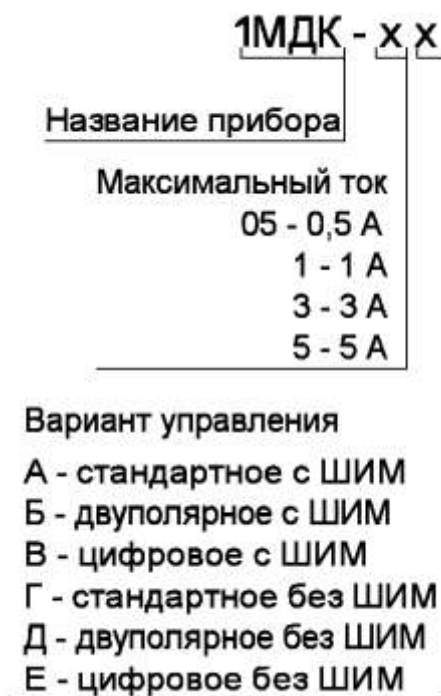 1МДК - х х
Название прибора
Максимальный ток
05 - 0,5 А
1 - 1 А
3 - 3 А
5 - 5 А
Вариант управления
А - стандартное с ШИМ
Б - двуполярное с ШИМ
В - цифровое с ШИМ
Г - стандартное без ШИМ
Д - двуполярное без ШИМ
Е - цифровое без ШИМ